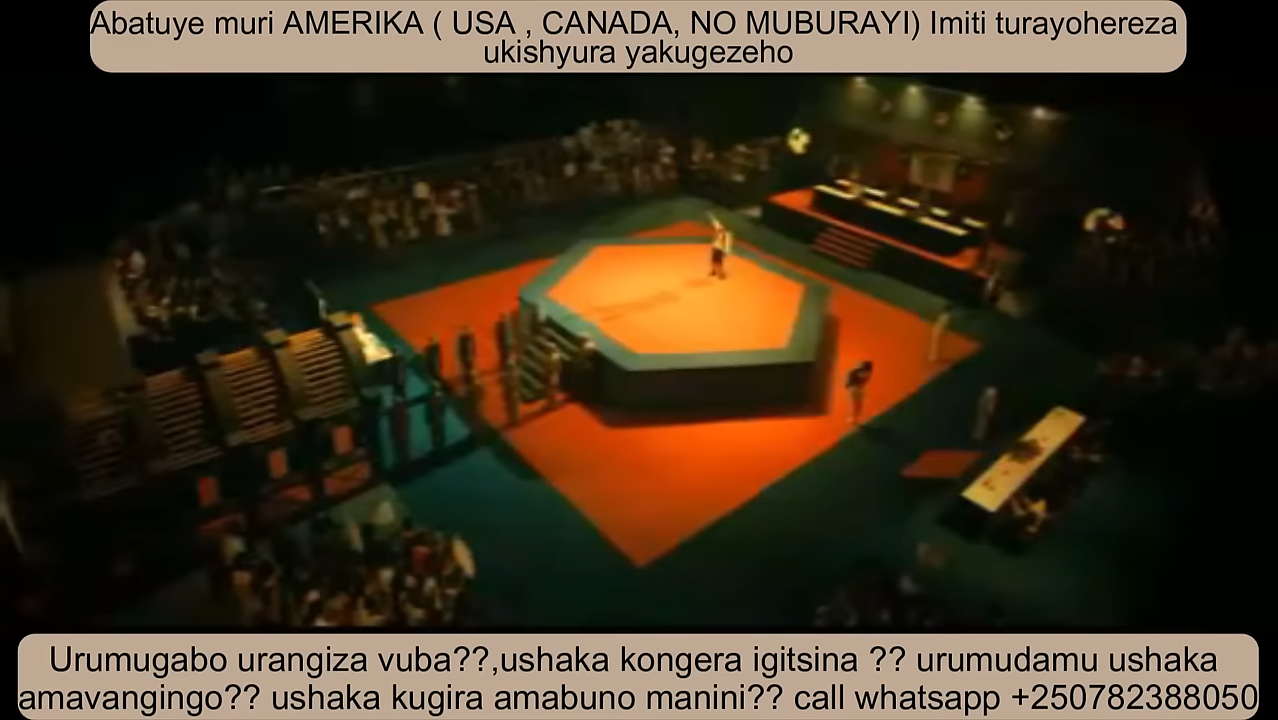 Abatuye muri AMERIKA ( USA , CANADA, NO MUBURAYI) Imiti turayohereza
ukishyura yakugezeho
Urumugabo urangiza vuba??,ushaka kongera igitsina ?? urumudamu ushaka
amavangingo?? ushaka kugira amabuno manini?? call whatsapp +250782388050